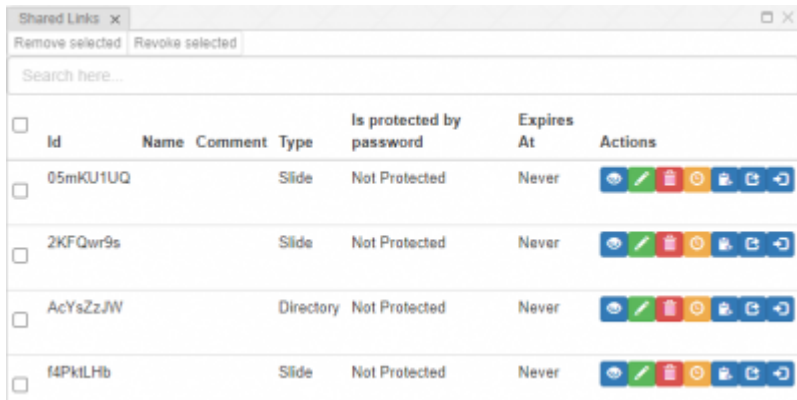 Shared Links
Remove selected Revoke selected
Search here...
Id Name Comment Type Is protected by password Expires At Actions
05mKU1UQ Slide Not Protected Never
2KFQwr9s Slide Not Protected Never
AcYsZzJW Directory Not Protected Never
f4PktLHb Slide Not Protected Never